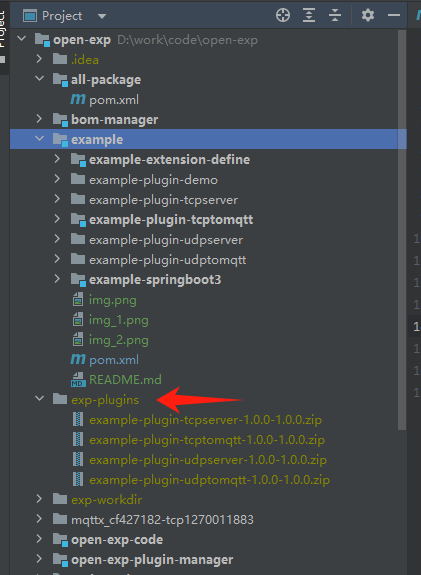 Project
Project
open-exp D:\work\code\open-exp
.idea
all-package
pom.xml
bom-manager
example
example-extension-define
example-plugin-demo
example-plugin-tcpserver
example-plugin-tcptomqtt
example-plugin-udpserver
example-plugin-udptomqtt
example-springboot3
img.png
img_1.png
img_2.png
pom.xml
README.md
exp-plugins
example-plugin-tcpserver-1.0.0-1.0.0.zip
example-plugin-tcptomqtt-1.0.0-1.0.0.zip
example-plugin-udpserver-1.0.0-1.0.0.zip
example-plugin-udptomqtt-1.0.0-1.0.0.zip
exp-workdir
mqttx_cf427182-tcp1270011883
open-exp-code
open-exp-plugin-manager